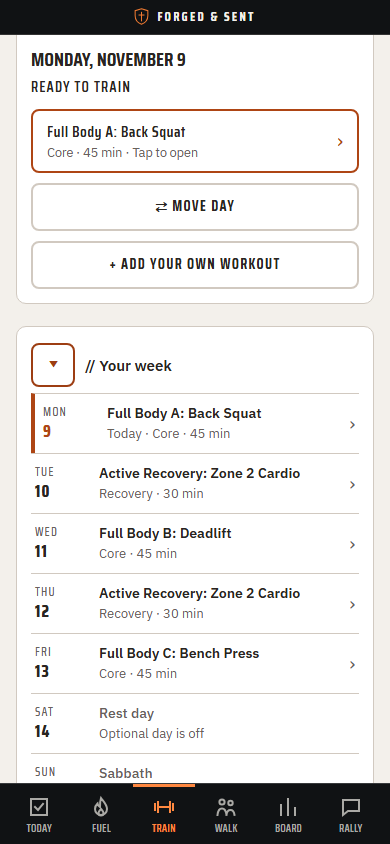 FORGED & SENT
MONDAY, NOVEMBER 9
READY TO TRAIN
Full Body A: Back Squat
Core · 45 min · Tap to open
⇄ MOVE DAY
+ ADD YOUR OWN WORKOUT
// Your week
MON
9
Full Body A: Back Squat
Today · Core · 45 min
TUE
10
Active Recovery: Zone 2 Cardio
Recovery · 30 min
WED
11
Full Body B: Deadlift
Core · 45 min
THU
12
Active Recovery: Zone 2 Cardio
Recovery · 30 min
FRI
13
Full Body C: Bench Press
Core · 45 min
SAT
14
Rest day
Optional day is off
SUN
Sabbath
TODAY
FUEL
TRAIN
WALK
BOARD
RALLY